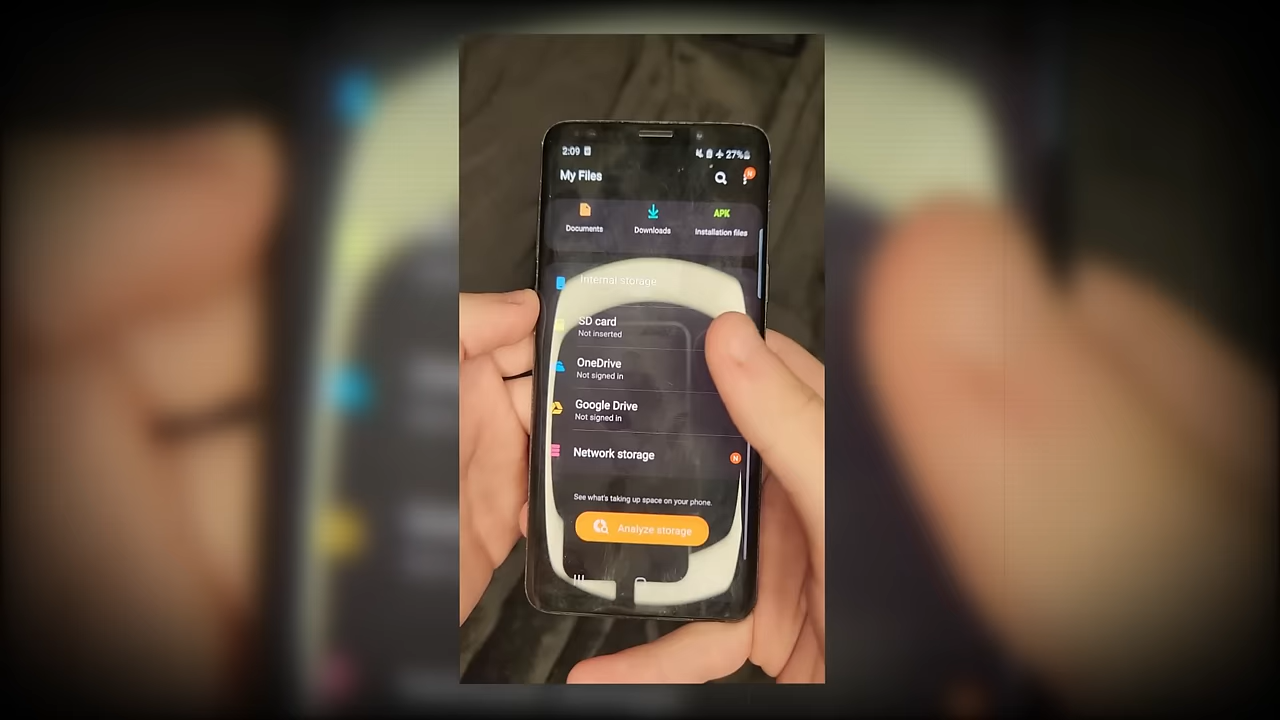 2:09
27%
My Files
N
Documents
Downloads
APK
Installation files
Internal storage
SD card
Not inserted
OneDrive
Not signed in
Google Drive
Not signed in
Network storage
N
See what's taking up space on your phone.
Analyze storage